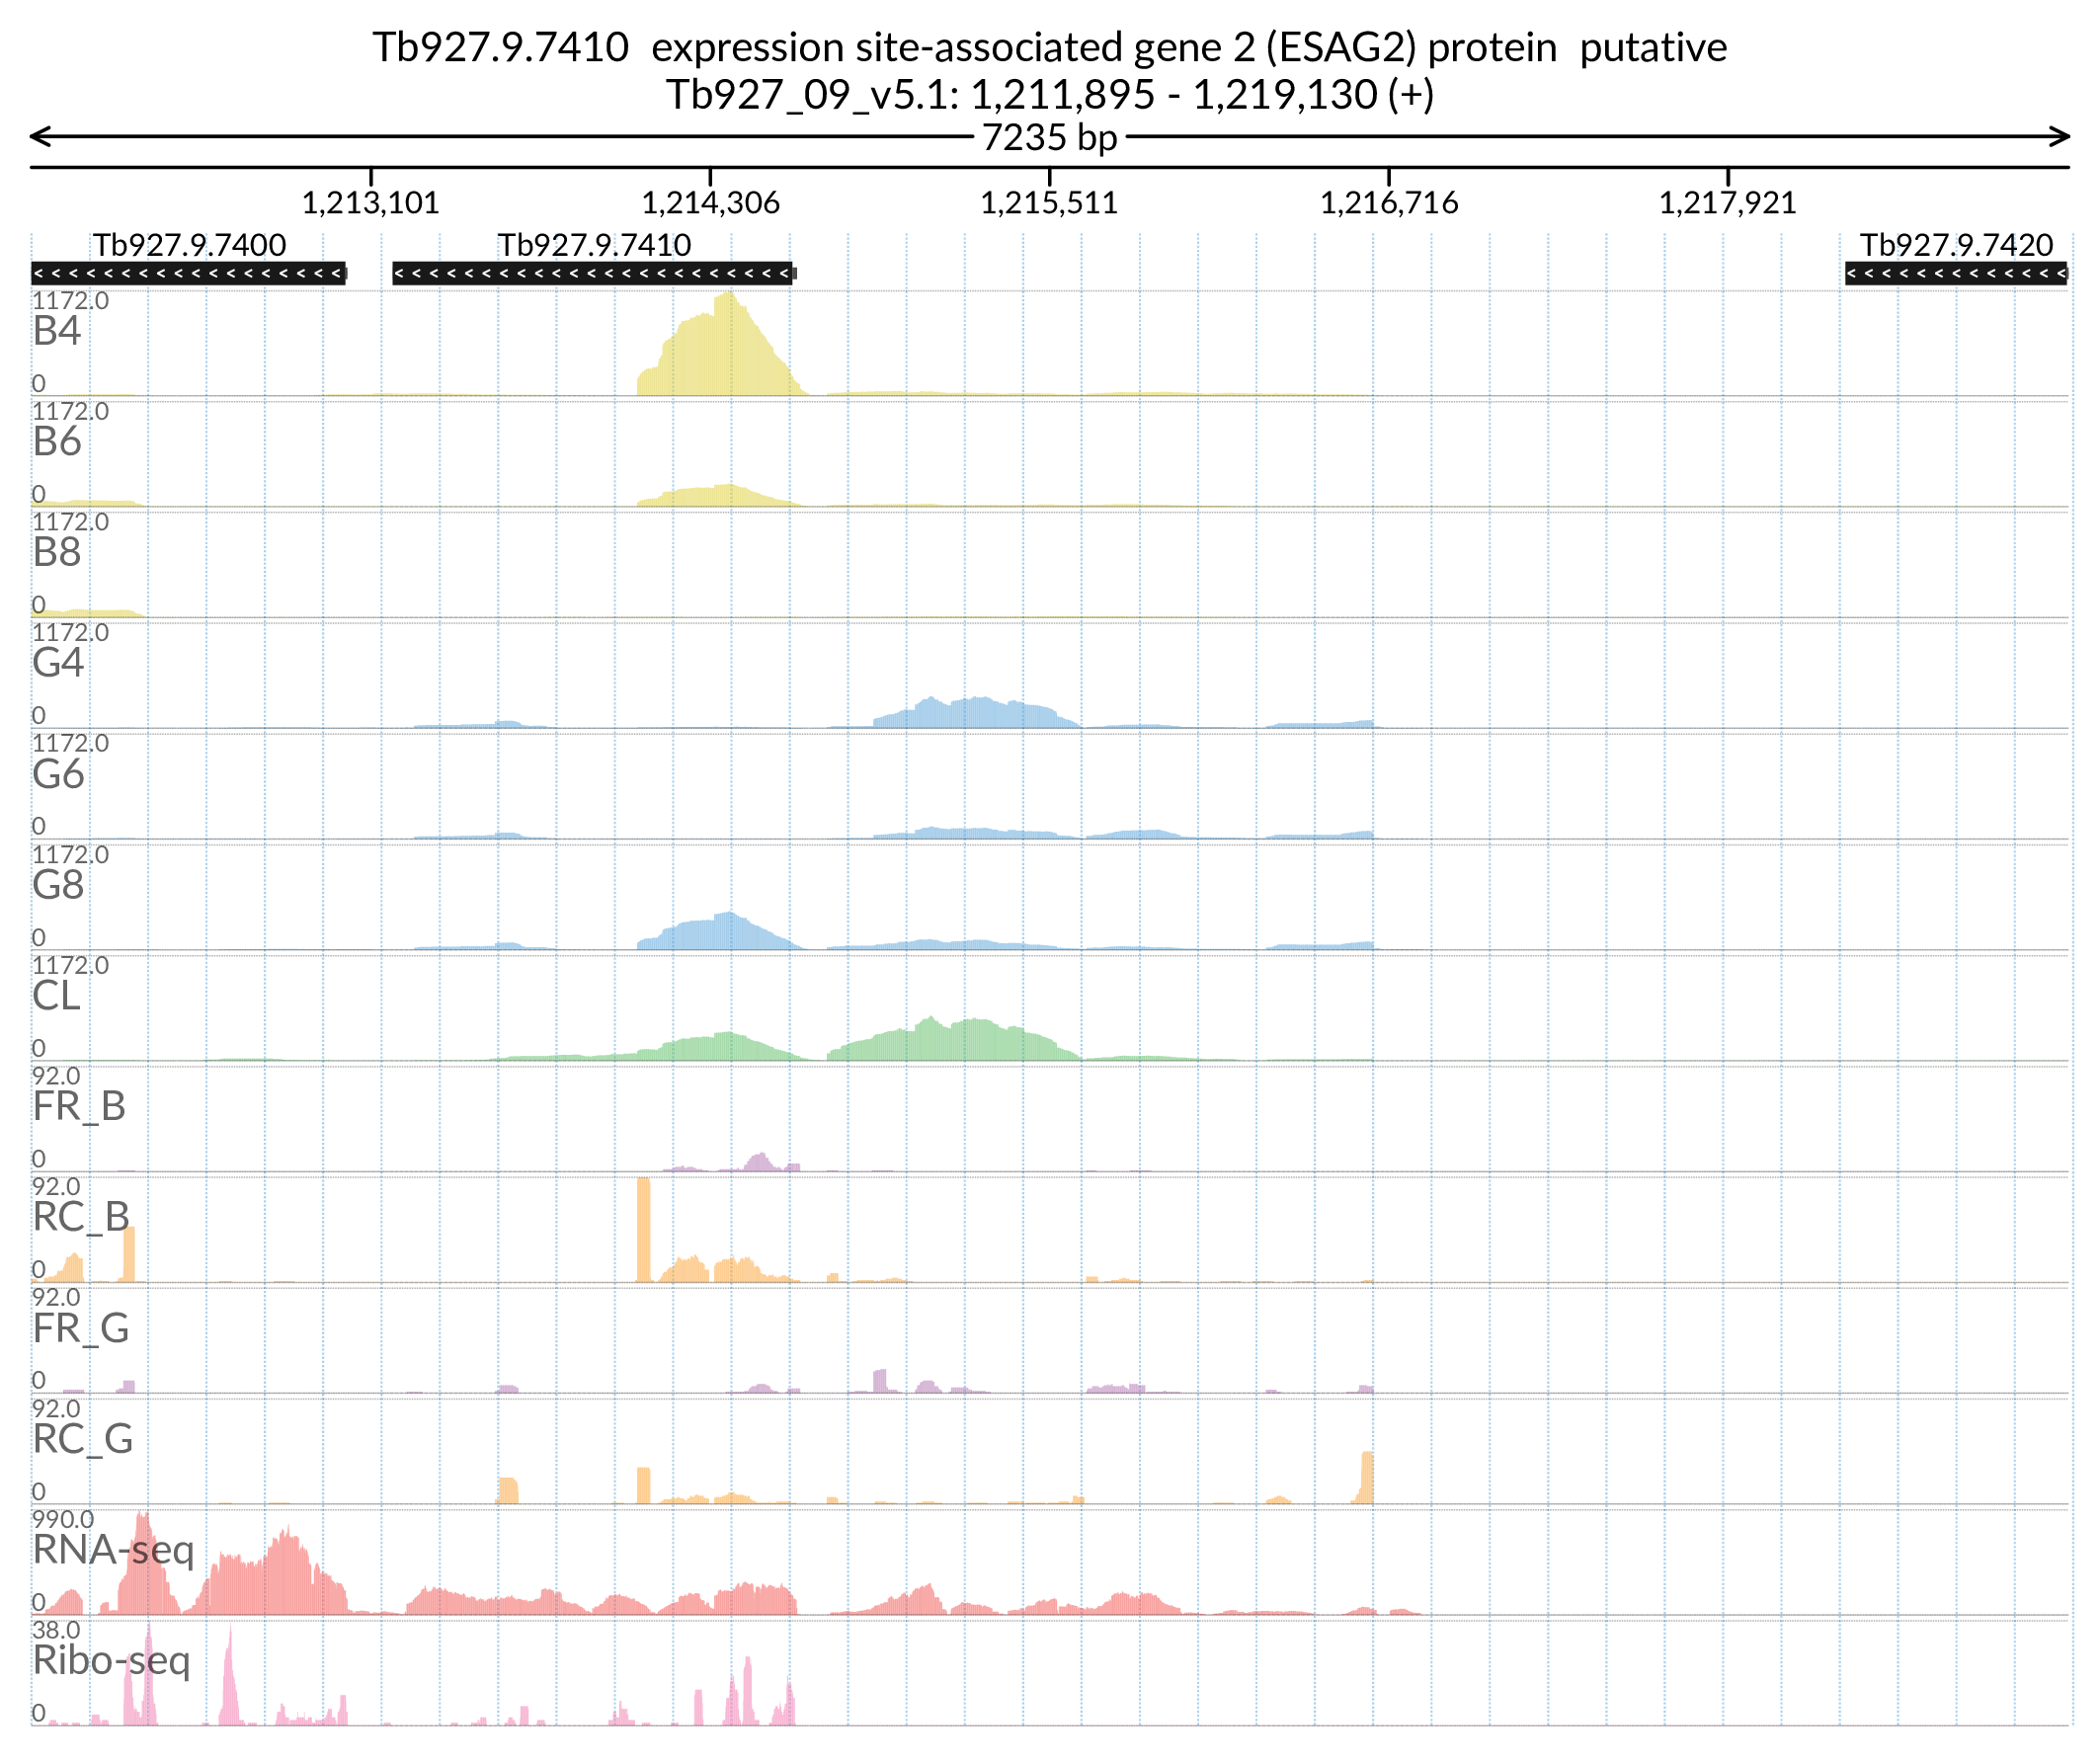 Tb927.9.7410  expression site-associated gene 2 (ESAG2) protein  putative
Tb927_09_v5.1: 1,211,895 - 1,219,130 (+)
7235 bp
1,213,101 1,214,306 1,215,511 1,216,716 1,217,921
Tb927.9.7400 Tb927.9.7410 Tb927.9.7420
1172.0
B4
0
1172.0
B6
0
1172.0
B8
0
1172.0
G4
0
1172.0
G6
0
1172.0
G8
0
1172.0
CL
0
92.0
FR_B
0
92.0
RC_B
0
92.0
FR_G
0
92.0
RC_G
0
990.0
RNA-seq
0
38.0
Ribo-seq
0